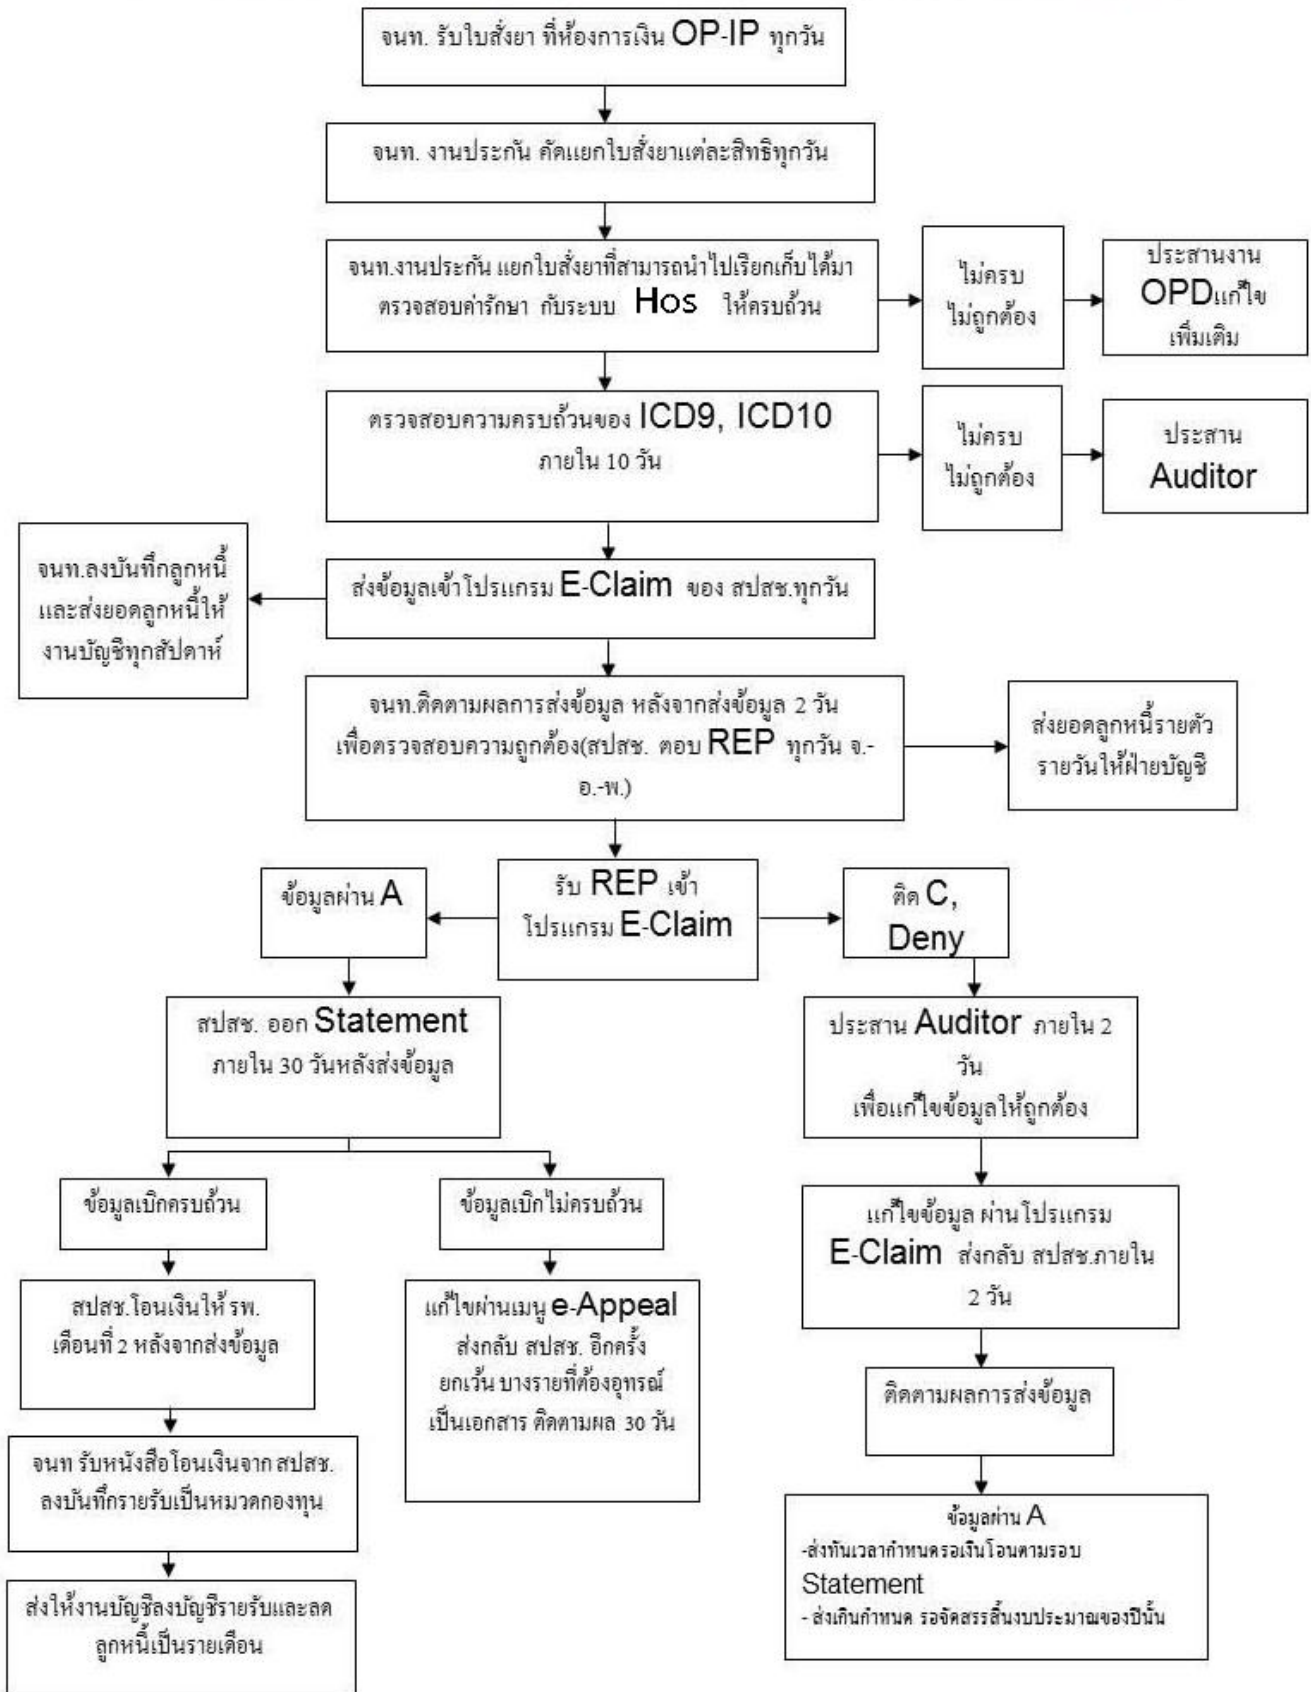 จนท. รับใบสั่งยา ที่ห้องการเงิน OP-IP ทุกวัน
จนท. งานประกัน คัดแยกใบสั่งยาแต่ละสิทธิทุกวัน
จนท.งานประกัน แยกใบสั่งยาที่สามารถนำไปเรียกเก็บได้มา
ตรวจสอบค่ารักษา กับระบบ Hos ให้ครบถ้วน
ไม่ครบ
ไม่ถูกต้อง
ประสานงาน
OPDแก้ไข
เพิ่มเติม
ตรวจสอบความครบถ้วนของ ICD9, ICD10
ภายใน 10 วัน
ไม่ครบ
ไม่ถูกต้อง
ประสาน
Auditor
จนท.ลงบันทึกลูกหนี้
และส่งยอดลูกหนี้ให้
งานบัญชีทุกสัปดาห์
ส่งข้อมูลเข้าโปรแกรม E-Claim ของ สปสช.ทุกวัน
จนท.ติดตามผลการส่งข้อมูล หลังจากส่งข้อมูล 2 วัน
เพื่อตรวจสอบความถูกต้อง(สปสช. ตอบ REP ทุกวัน จ.-
อ.-พ.)
ส่งยอดลูกหนี้รายตัว
รายวันให้ฝ่ายบัญชี
ข้อมูลผ่าน A
รับ REP เข้า
โปรแกรม E-Claim
ติด C,
Deny
สปสช. ออก Statement
ภายใน 30 วันหลังส่งข้อมูล
ประสาน Auditor ภายใน 2
วัน
เพื่อแก้ไขข้อมูลให้ถูกต้อง
ข้อมูลเบิกครบถ้วน
ข้อมูลเบิกไม่ครบถ้วน
แก้ไขข้อมูล ผ่านโปรแกรม
E-Claim ส่งกลับ สปสช.ภายใน
2 วัน
สปสช.โอนเงินให้ รพ.
เดือนที่ 2 หลังจากส่งข้อมูล
แก้ไขผ่านเมนู e-Appeal
ส่งกลับ สปสช. อีกครั้ง
ยกเว้น บางรายที่ต้องอุทรณ์
เป็นเอกสาร ติดตามผล 30 วัน
ติดตามผลการส่งข้อมูล
จนท รับหนังสือโอนเงินจาก สปสช.
ลงบันทึกรายรับเป็นหมวดกองทุน
ข้อมูลผ่าน A
-ส่งทันเวลากำหนดรอเงินโอนตามรอบ
Statement
- ส่งเกินกำหนด รอจัดสรรสิ้นงบประมาณของปีนั้น
ส่งให้งานบัญชีลงบัญชีรายรับและลด
ลูกหนี้เป็นรายเดือน